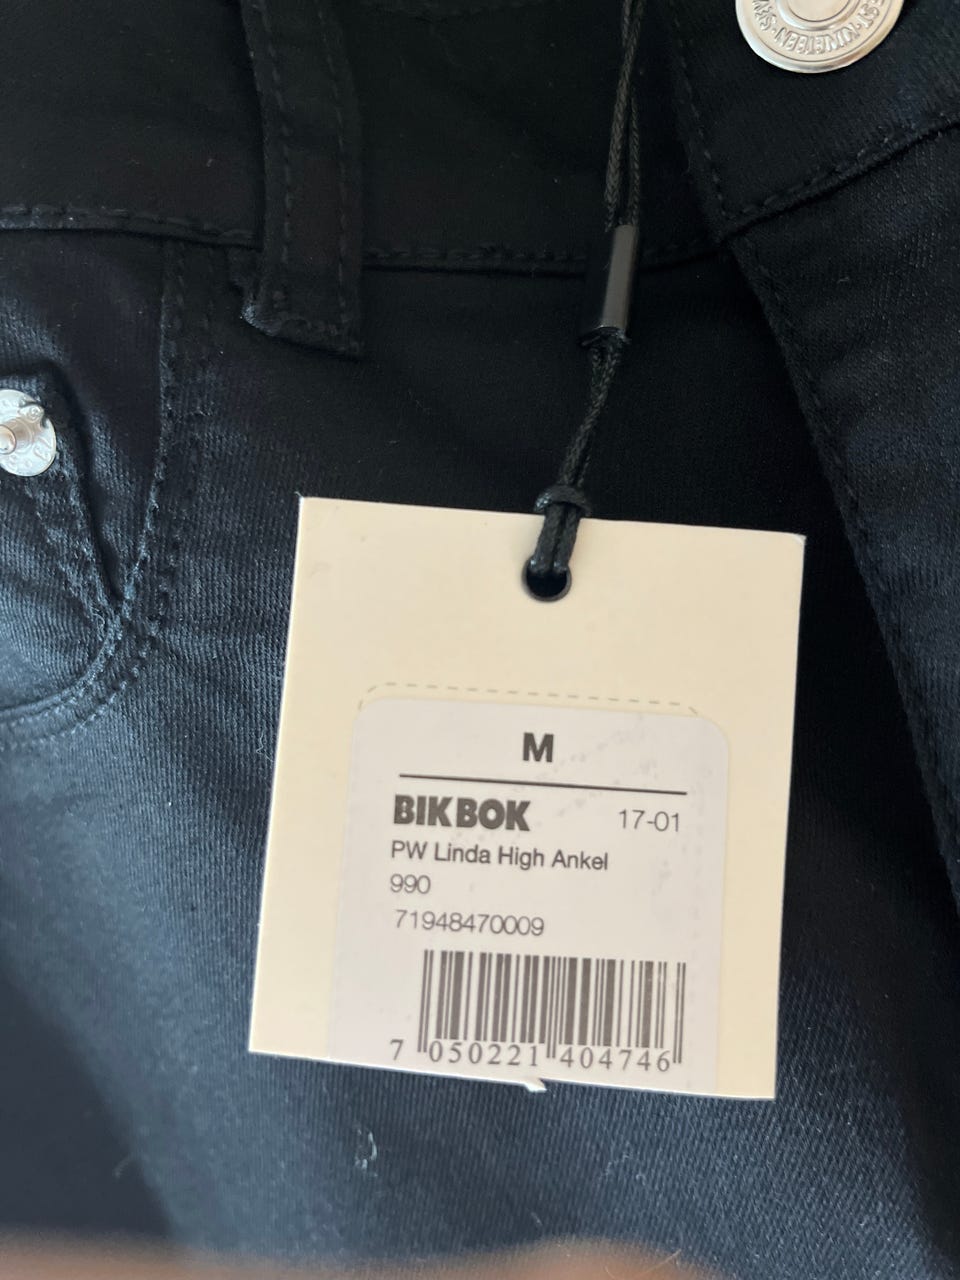 M
BIKBOK 17-01
PW Linda High Ankel
990
71948470009
7 050221 404746